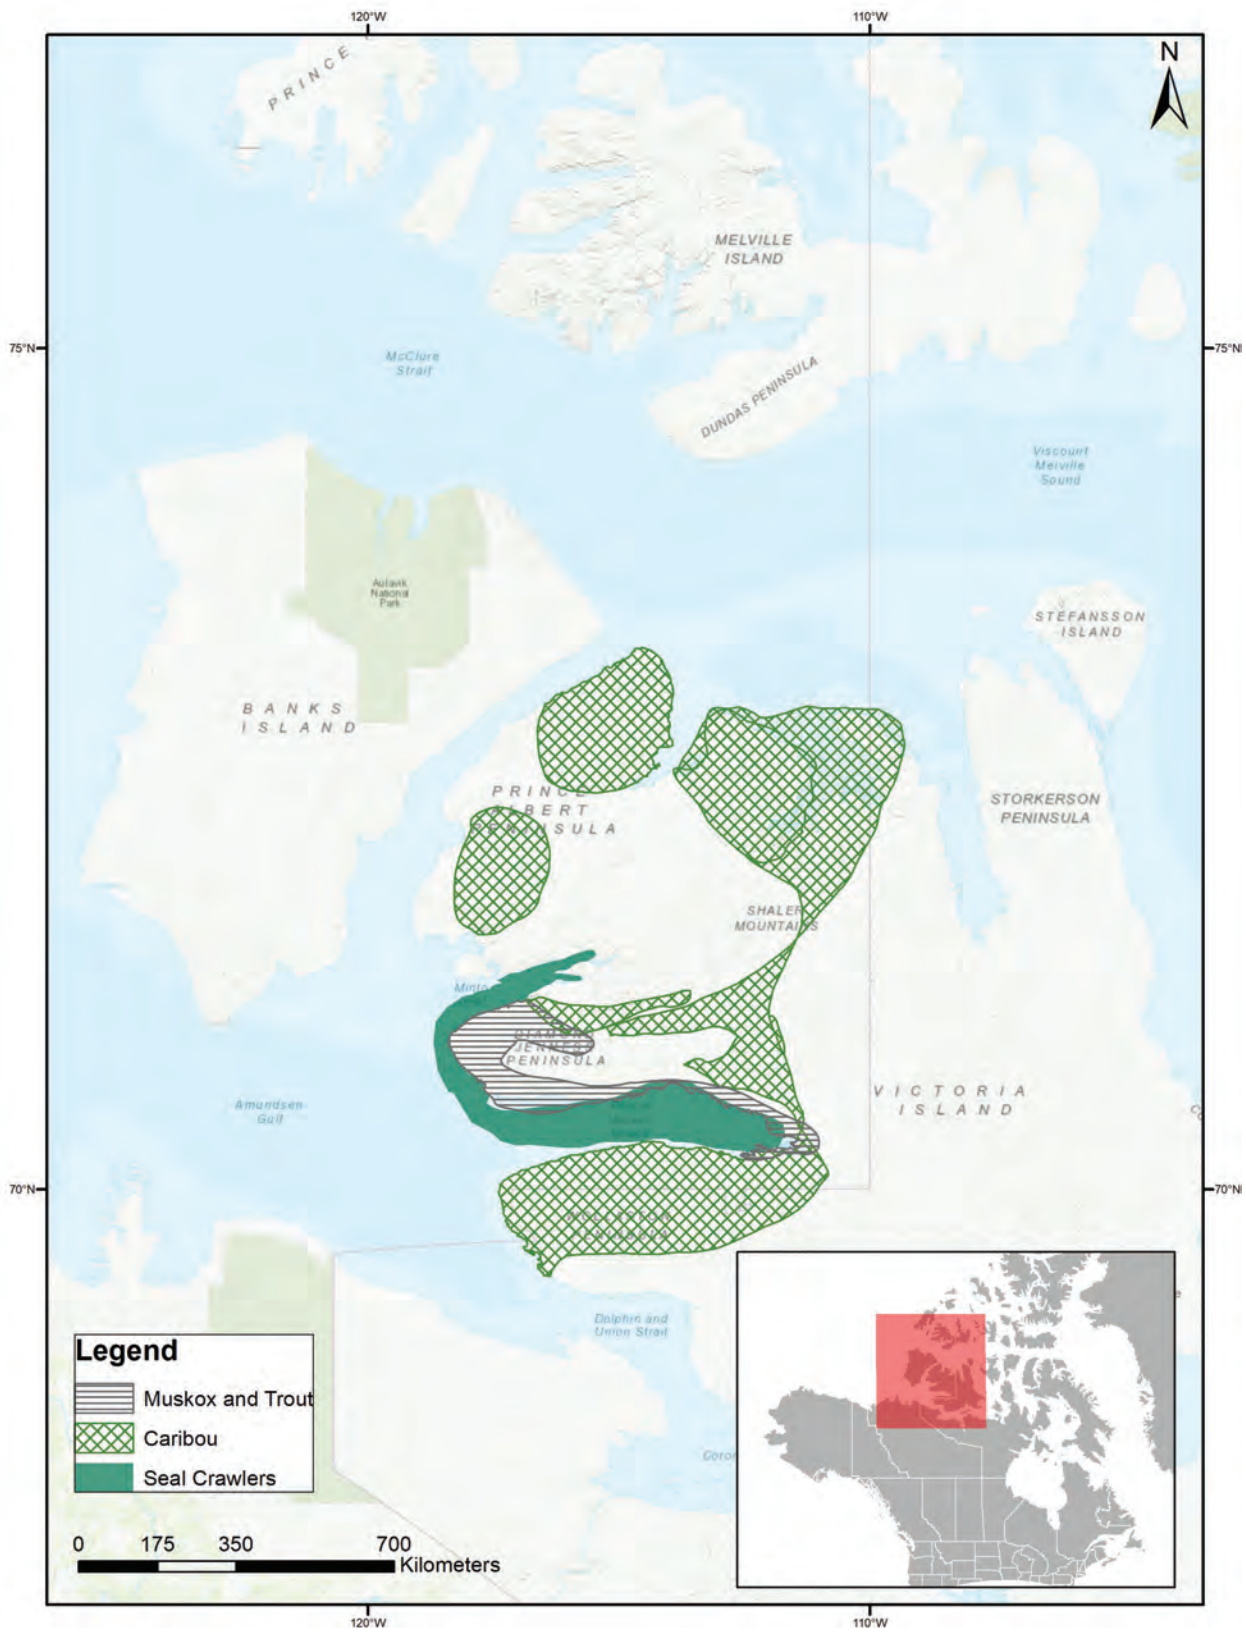 120°W
110°W
N
PRINCE
MELVILLE
ISLAND
75°N
75°N
McClure
Strait
DUNDAS PENINSULA
Viscount
Melville
Sound
Aulavik
National
Park
STEFANSSON
ISLAND
BANKS
ISLAND
PRINCE
ALBERT
PENINSULA
STORKERSON
PENINSULA
SHALER
MOUNTAINS
Minto
DIAMOND
JENNESS
PENINSULA
VICTORIA
ISLAND
Amundsen
Gulf
70°N
70°N
PENINSULA
Dolphin and
Union Strait
Coron
Legend
Muskox and Trout
Caribou
Seal Crawlers
0
175
350
700
Kilometers
120°W
110°W